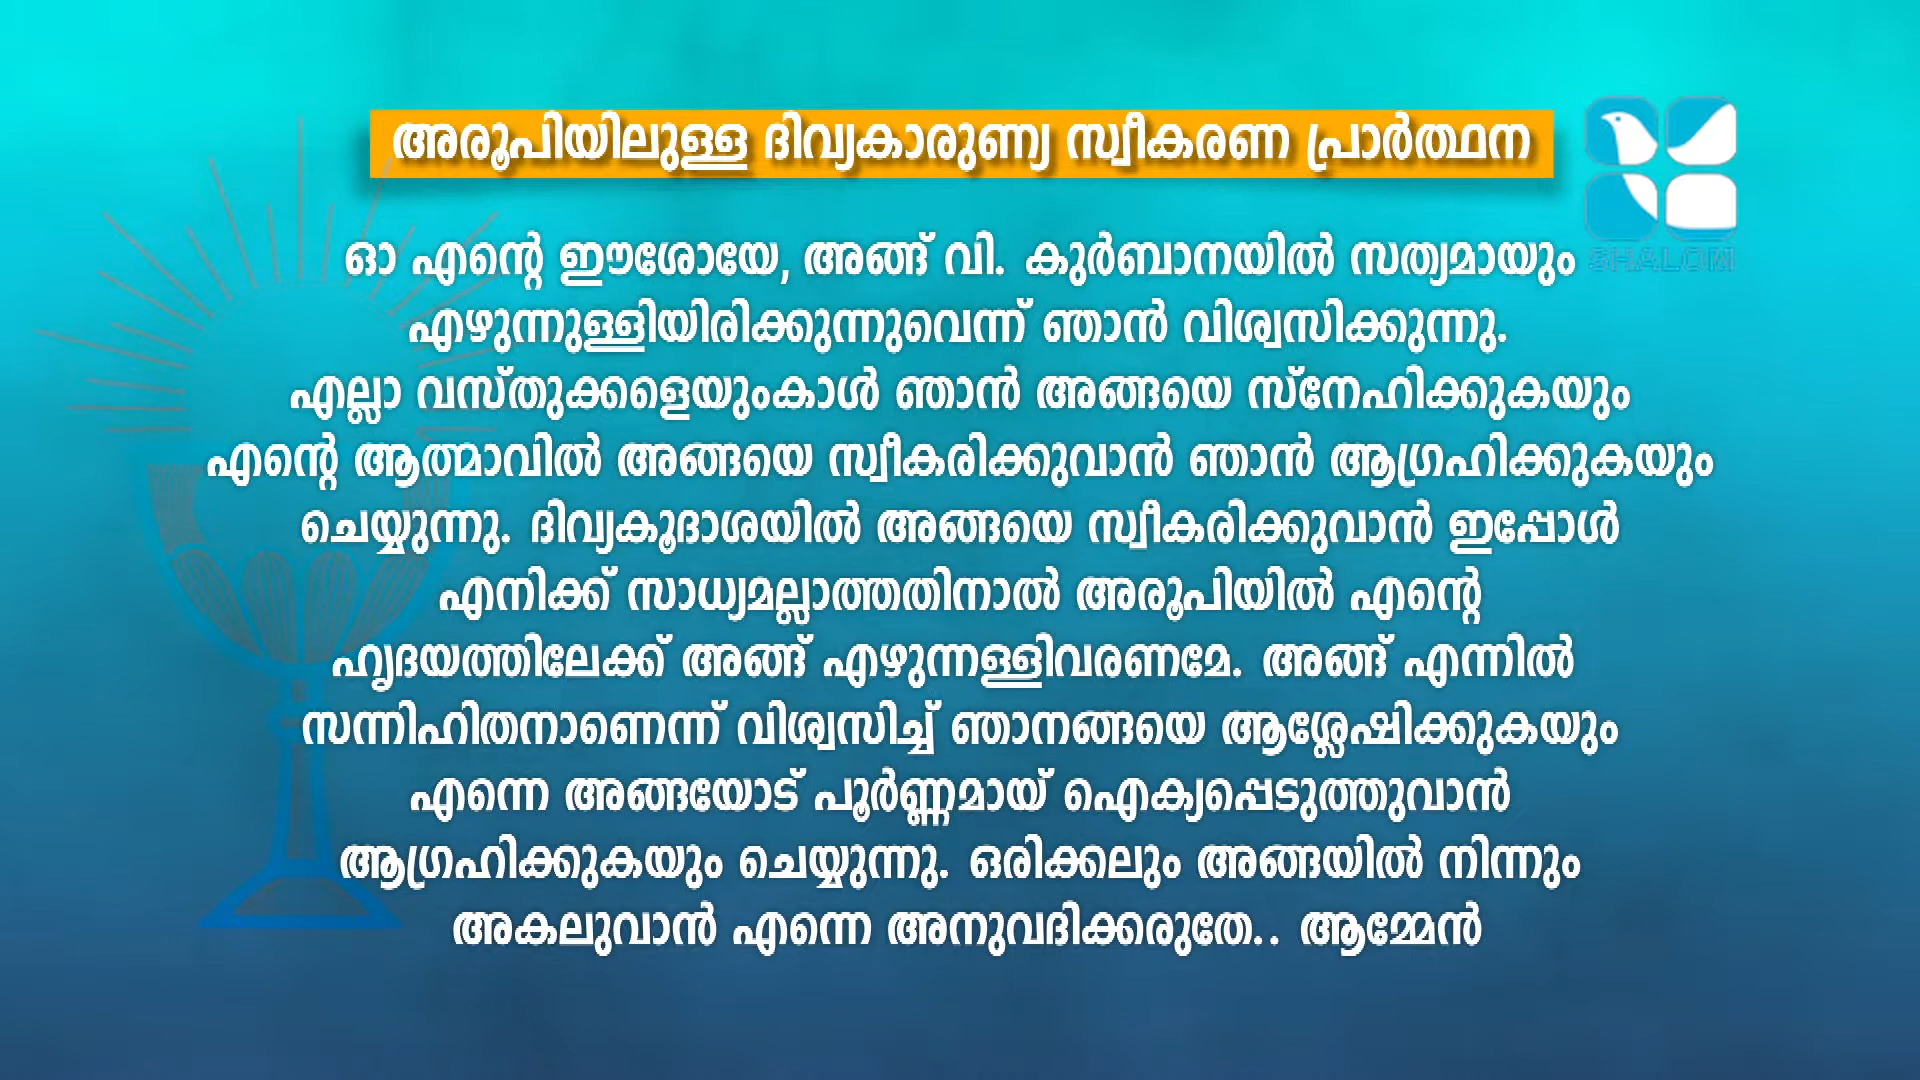 അരൂപിയിലുള്ള ദിവ്യകാരുണ്യ സ്വീകരണ പ്രാർത്ഥന
SHALOM
ഓ എന്റെ ഈശോയേ, അങ്ങ് വി. കുർബാനയിൽ സത്യമായും
എഴുന്നുള്ളിയിരിക്കുന്നുവെന്ന് ഞാൻ വിശ്വസിക്കുന്നു.
എല്ലാ വസ്തുക്കളെയുംകാൾ ഞാൻ അങ്ങയെ സ്നേഹിക്കുകയും
എന്റെ ആത്മാവിൽ അങ്ങയെ സ്വീകരിക്കുവാൻ ഞാൻ ആഗ്രഹിക്കുകയും
ചെയ്യുന്നു. ദിവ്യകൂദാശയിൽ അങ്ങയെ സ്വീകരിക്കുവാൻ ഇപ്പോൾ
എനിക്ക് സാധ്യമല്ലാത്തതിനാൽ അരൂപിയിൽ എന്റെ
ഹൃദയത്തിലേക്ക് അങ്ങ് എഴുന്നള്ളിവരണമേ. അങ്ങ് എന്നിൽ
സന്നിഹിതനാണെന്ന് വിശ്വസിച്ച് ഞാനങ്ങയെ ആശ്ലേഷിക്കുകയും
എന്നെ അങ്ങയോട് പൂർണ്ണമായ് ഐക്യപ്പെടുത്തുവാൻ
ആഗ്രഹിക്കുകയും ചെയ്യുന്നു. ഒരിക്കലും അങ്ങയിൽ നിന്നും
അകലുവാൻ എന്നെ അനുവദിക്കരുതേ.. ആമ്മേൻ